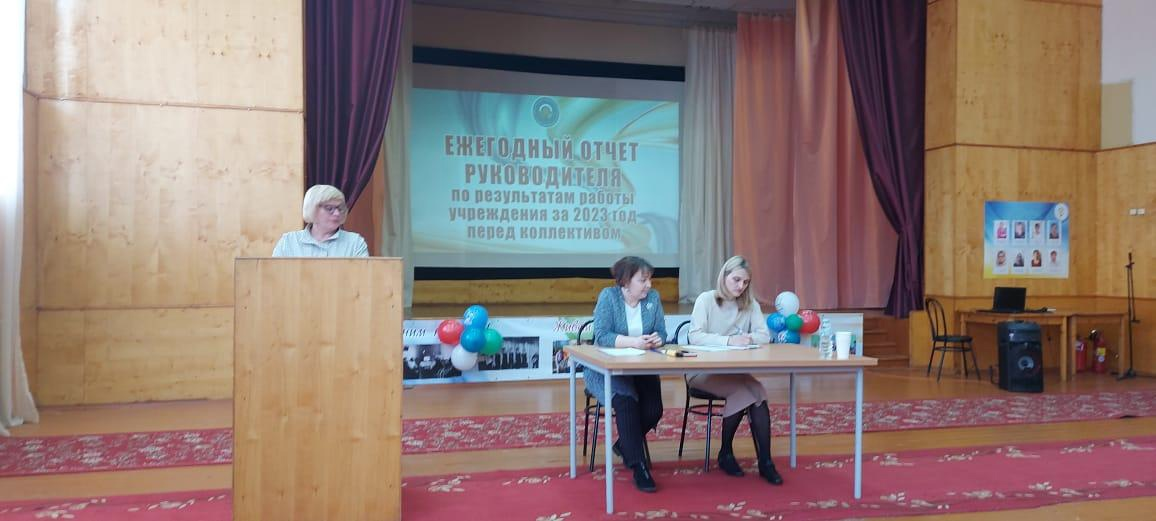 ЕЖЕГОДНЫЙ ОТЧЕТ
РУКОВОДИТЕЛЯ
по результатам работы
учреждения за 2023 год
перед коллективом